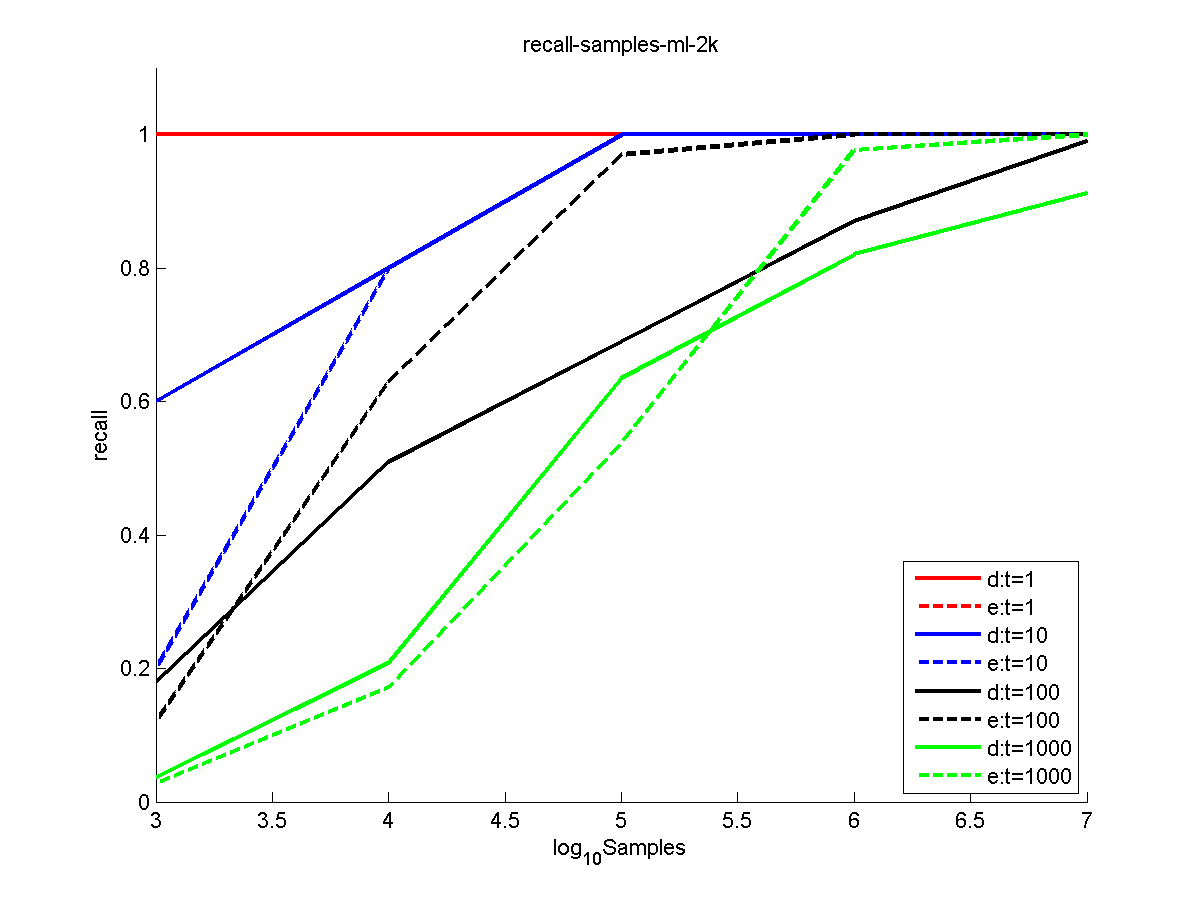 recall-samples-ml-2k
recall
1
0.8
0.6
0.4
0.2
0
3 3.5 4 4.5 5 5.5 6 6.5 7
log10Samples
d:t=1
e:t=1
d:t=10
e:t=10
d:t=100
e:t=100
d:t=1000
e:t=1000